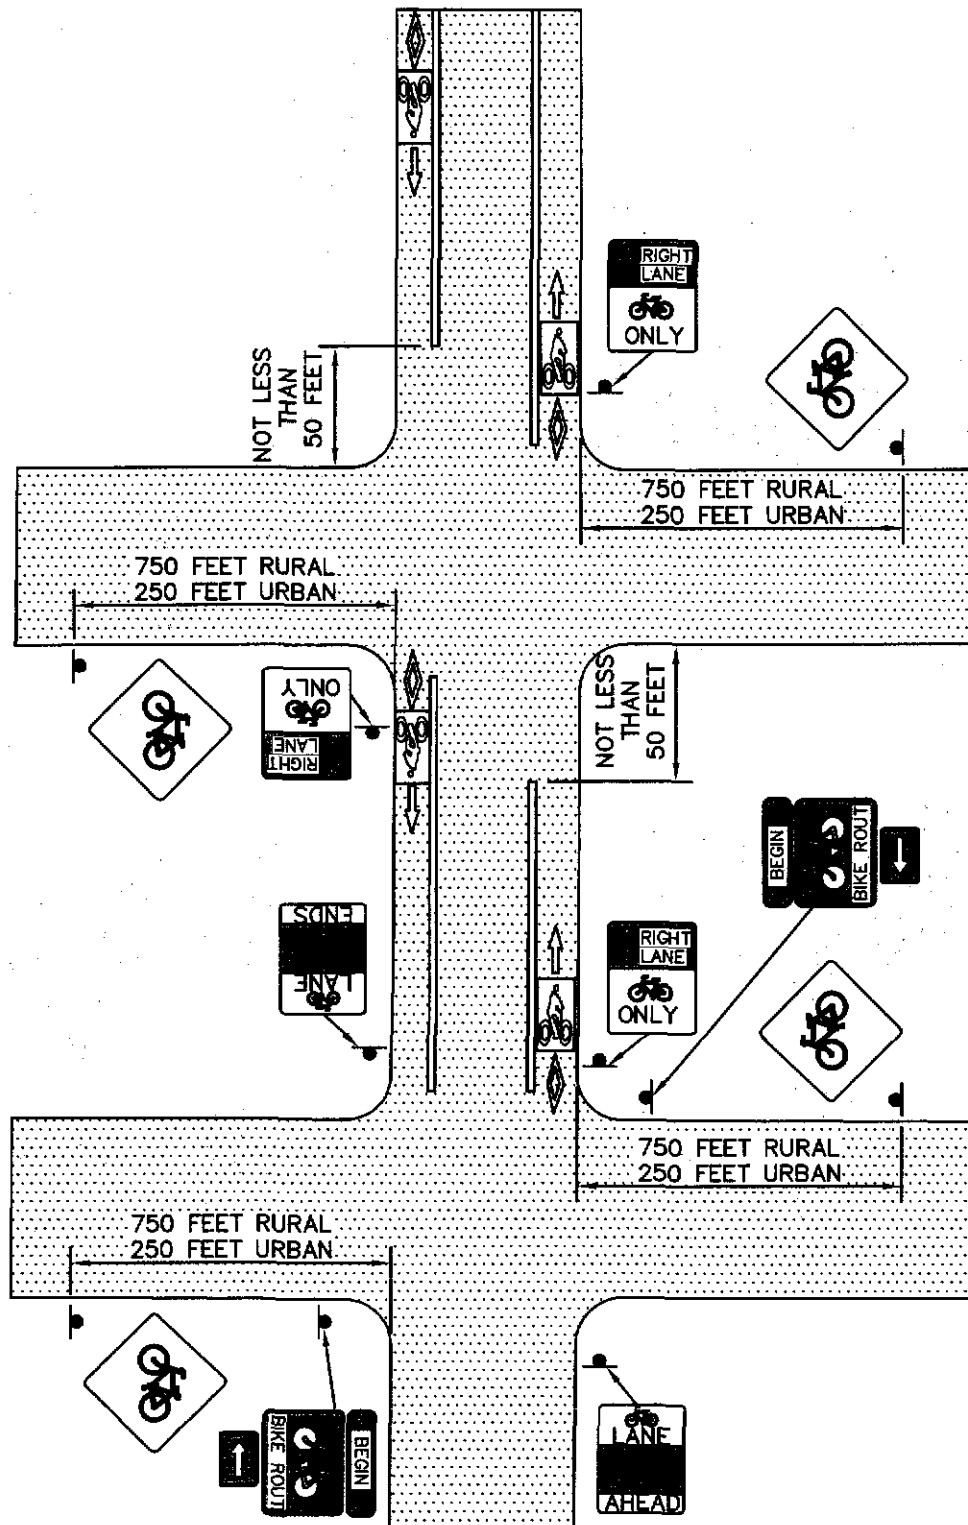 RIGHT
LANE
ONLY
NOT LESS
THAN
50 FEET
750 FEET RURAL
250 FEET URBAN
750 FEET RURAL
250 FEET URBAN
RIGHT
LANE
ONLY
NOT LESS
THAN
50 FEET
BEGIN
BIKE ROUT
LANE
ENDS
RIGHT
LANE
ONLY
750 FEET RURAL
250 FEET URBAN
750 FEET RURAL
250 FEET URBAN
BEGIN
BIKE ROUT
LANE
AHEAD